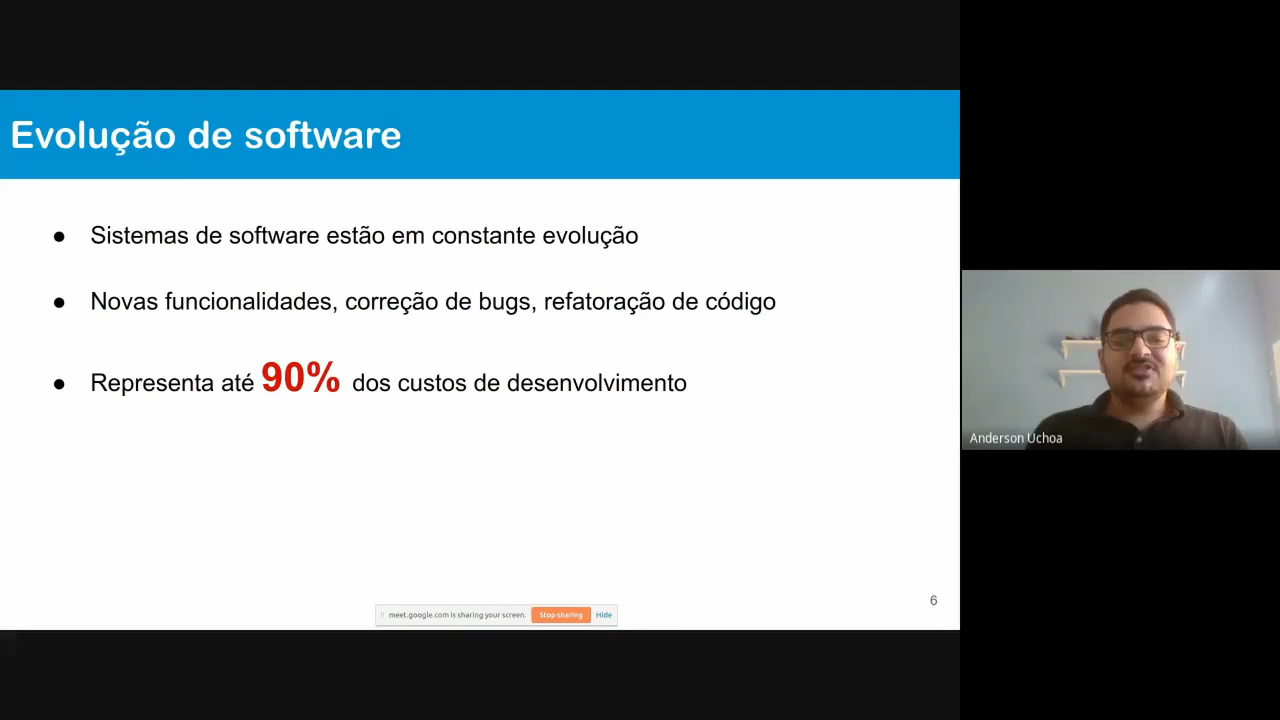 Evolução de software
● Sistemas de software estão em constante evolução
● Novas funcionalidades, correção de bugs, refatoração de código
● Representa até 90% dos custos de desenvolvimento
6
meet.google.com is sharing your screen. Stop sharing Hide
Anderson Uchoa